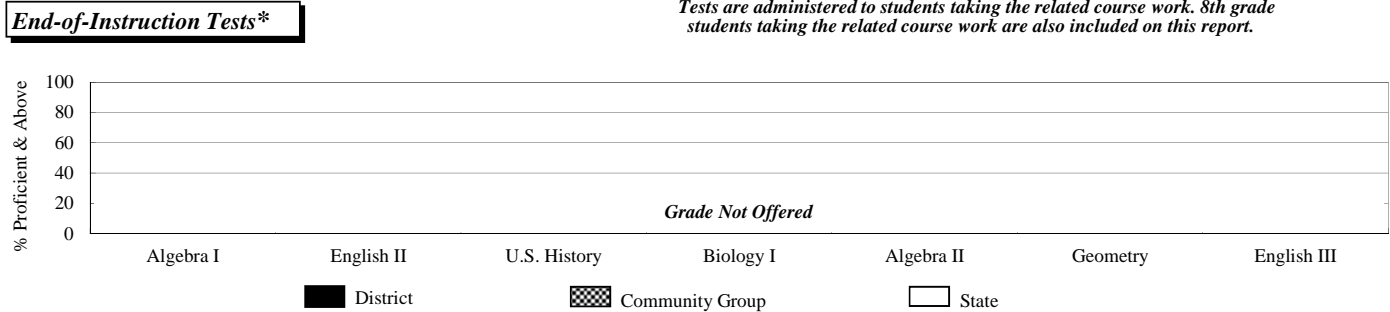 End-of-Instruction Tests*
Tests are administered to students taking the related course work. 8th grade
students taking the related course work are also included on this report.
% Proficient & Above
100
80
60
40
20
0
Grade Not Offered
Algebra I English II U.S. History Biology I Algebra II Geometry English III
District Community Group State